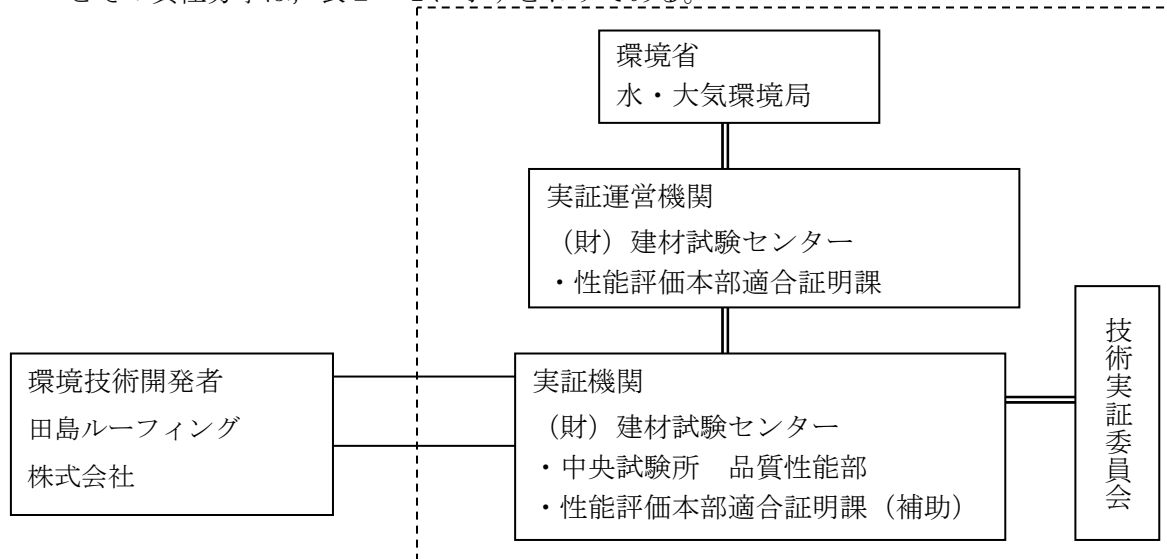 環境省
水・大気環境局
実証運営機関
（財）建材試験センター
・性能評価本部適合証明課
技術実証委員会
環境技術開発者
田島ルーフィング
株式会社
実証機関
（財）建材試験センター
・中央試験所　品質性能部
・性能評価本部適合証明課（補助）